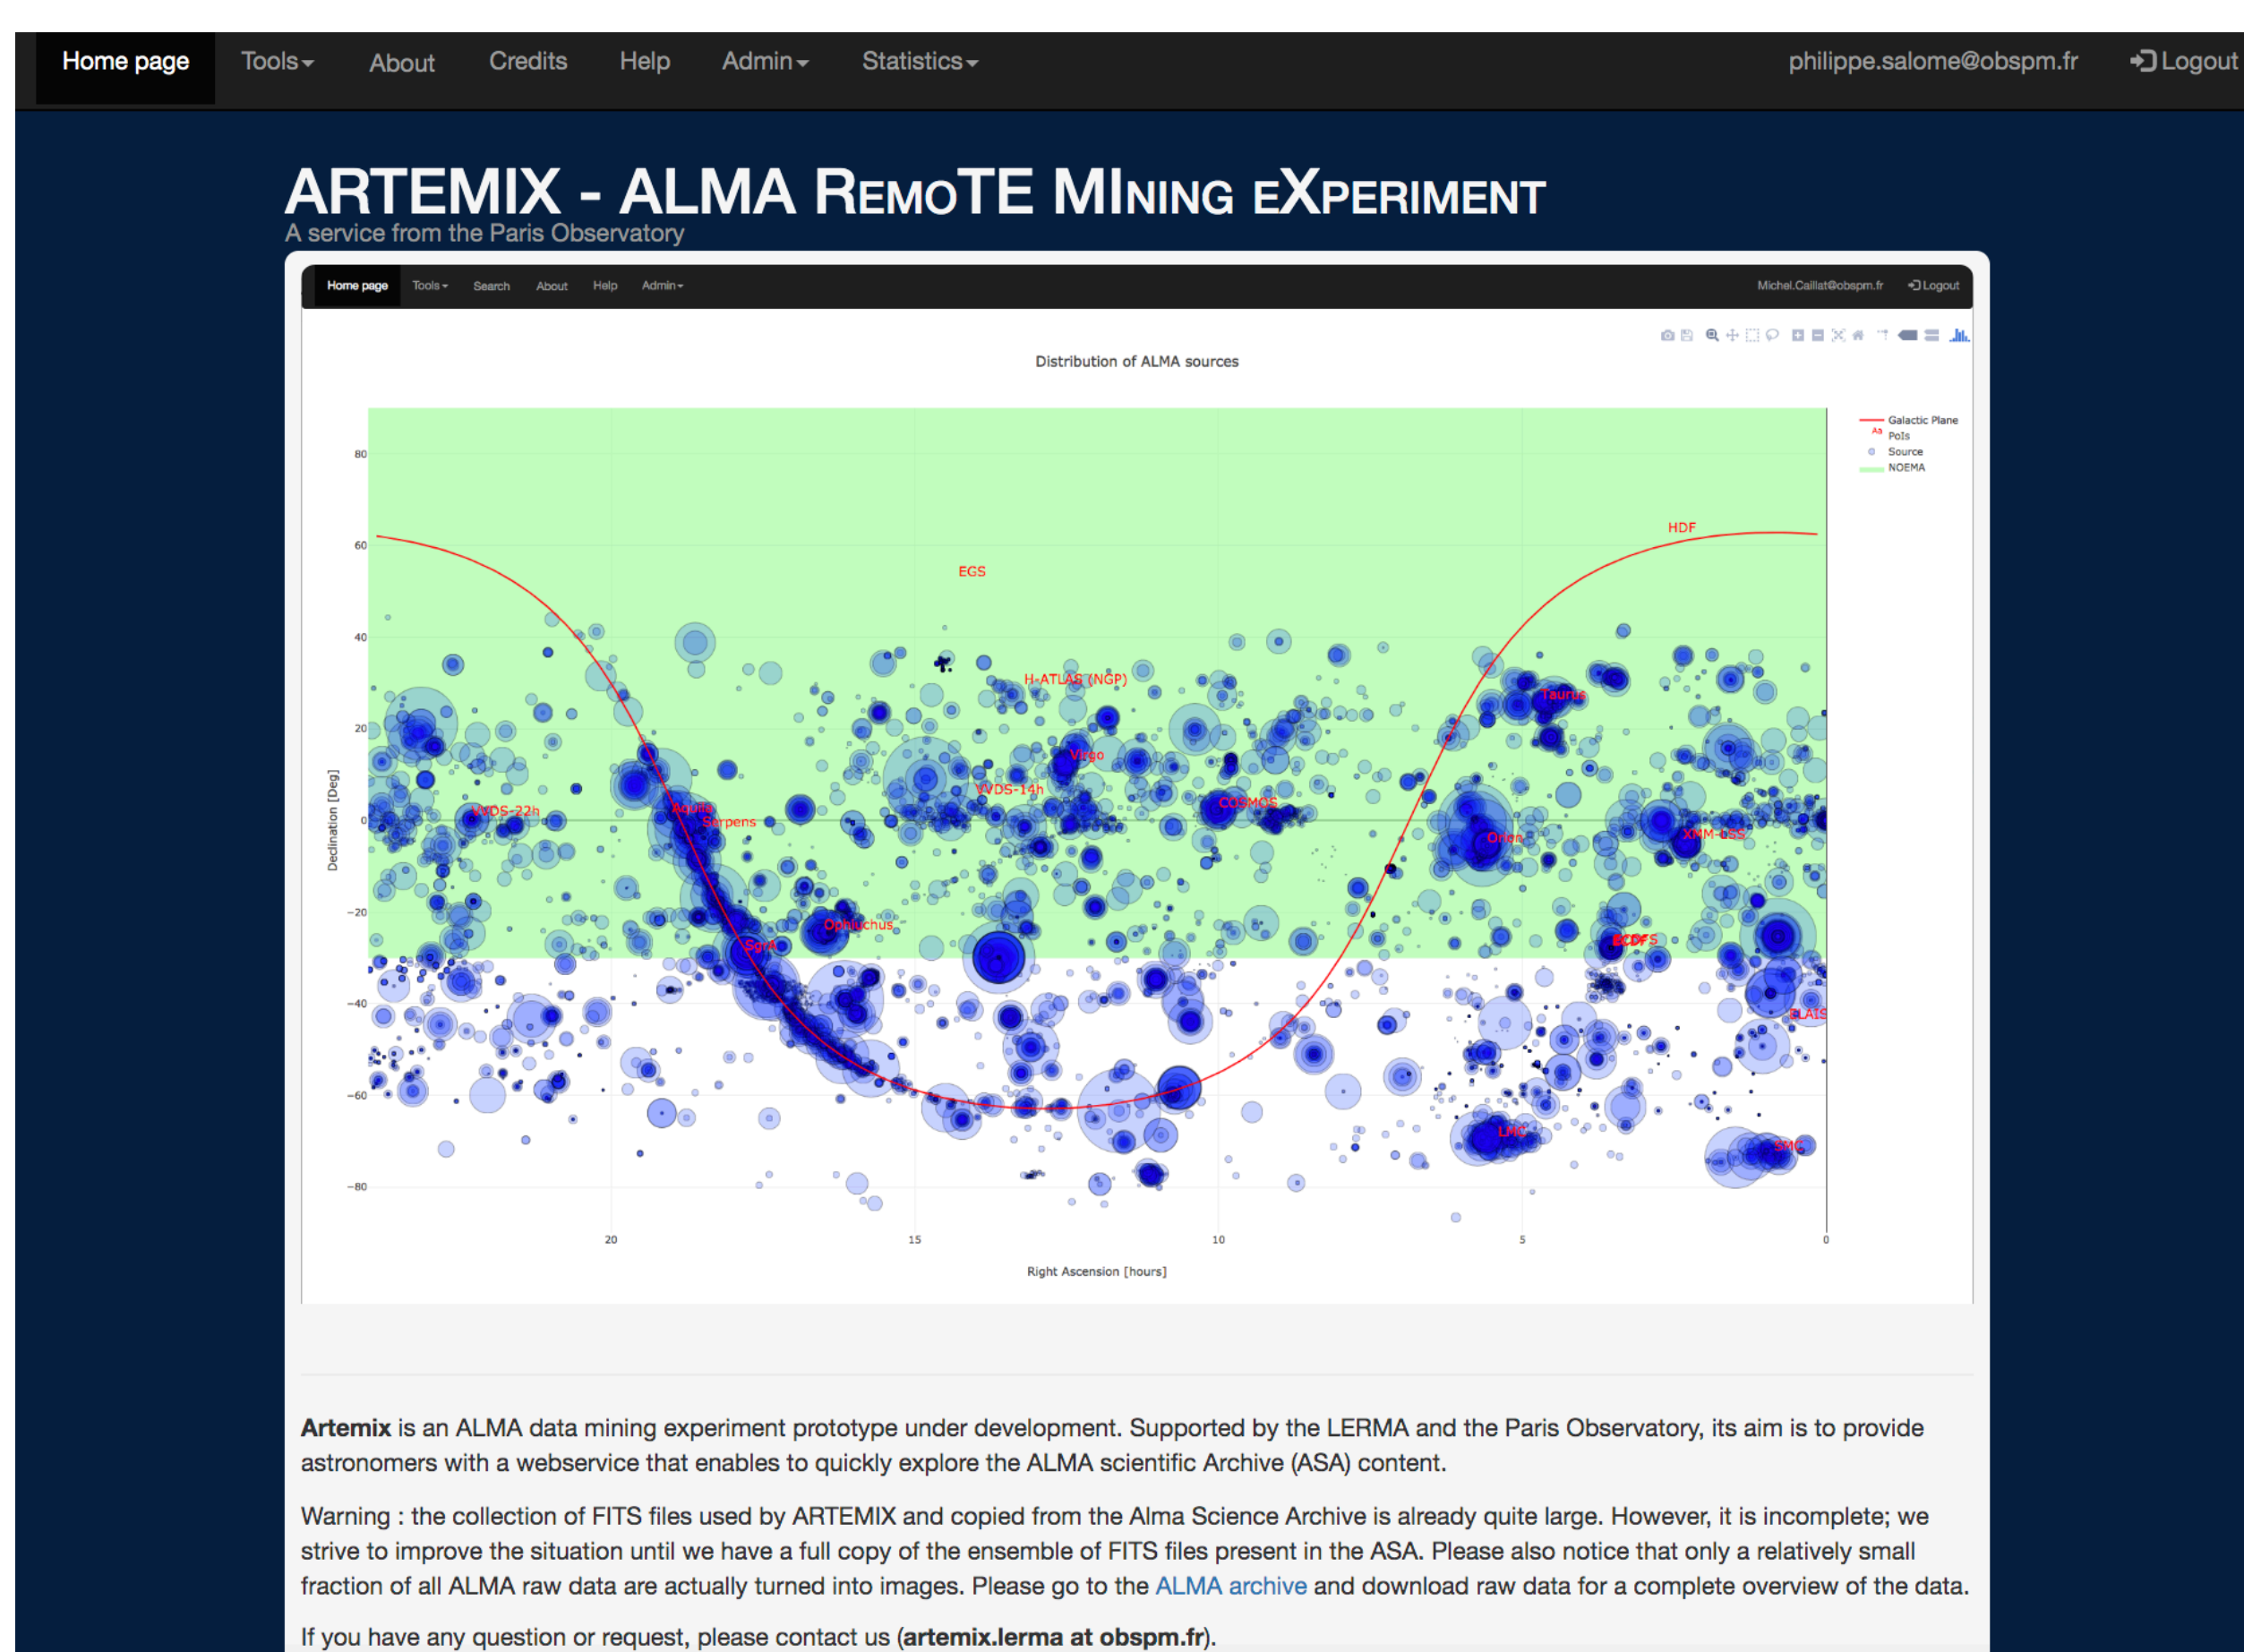 Home page Tools About Credits Help Admin Statistics philippe.salome@obspm.fr Logout
ARTEMIX - ALMA REMOTE MINING EXPERIMENT
A service from the Paris Observatory
Home page Tools Search About Help Admin Michel.Caillat@obspm.fr Logout
Distribution of ALMA sources
Galactic Plane
Aa PoIs
Source
NOEMA
80
HDF
60
EGS
40
H-ATLAS (NGP)
Taurus
20
Virgo
VVDS-14h
VVDS-22h Aquila COSMOS
0
Serpens
Orion XMM-LSS
Declination [Deg]
−20
Ophiuchus
SgrA
−40
−60
LMC
SMC
−80
20 15 10 5 0
Right Ascension [hours]
Artemix is an ALMA data mining experiment prototype under development. Supported by the LERMA and the Paris Observatory, its aim is to provide
astronomers with a webservice that enables to quickly explore the ALMA scientific Archive (ASA) content.
Warning : the collection of FITS files used by ARTEMIX and copied from the Alma Science Archive is already quite large. However, it is incomplete; we
strive to improve the situation until we have a full copy of the ensemble of FITS files present in the ASA. Please also notice that only a relatively small
fraction of all ALMA raw data are actually turned into images. Please go to the ALMA archive and download raw data for a complete overview of the data.
If you have any question or request, please contact us (artemix.lerma at obspm.fr).